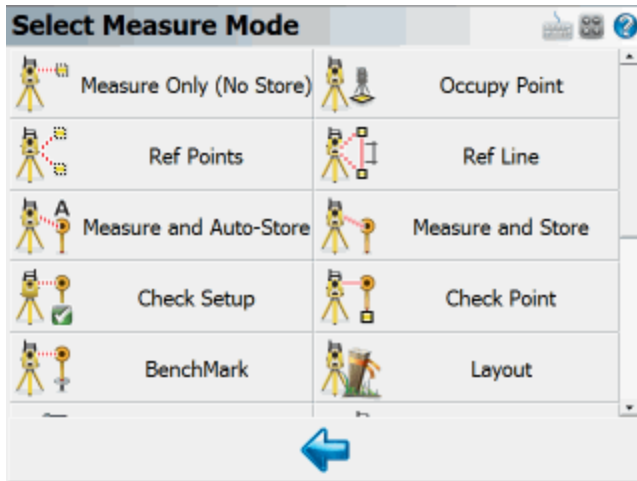 Select Measure Mode
Measure Only (No Store)
Occupy Point
Ref Points
Ref Line
A
Measure and Auto-Store
Measure and Store
Check Setup
Check Point
BenchMark
Layout